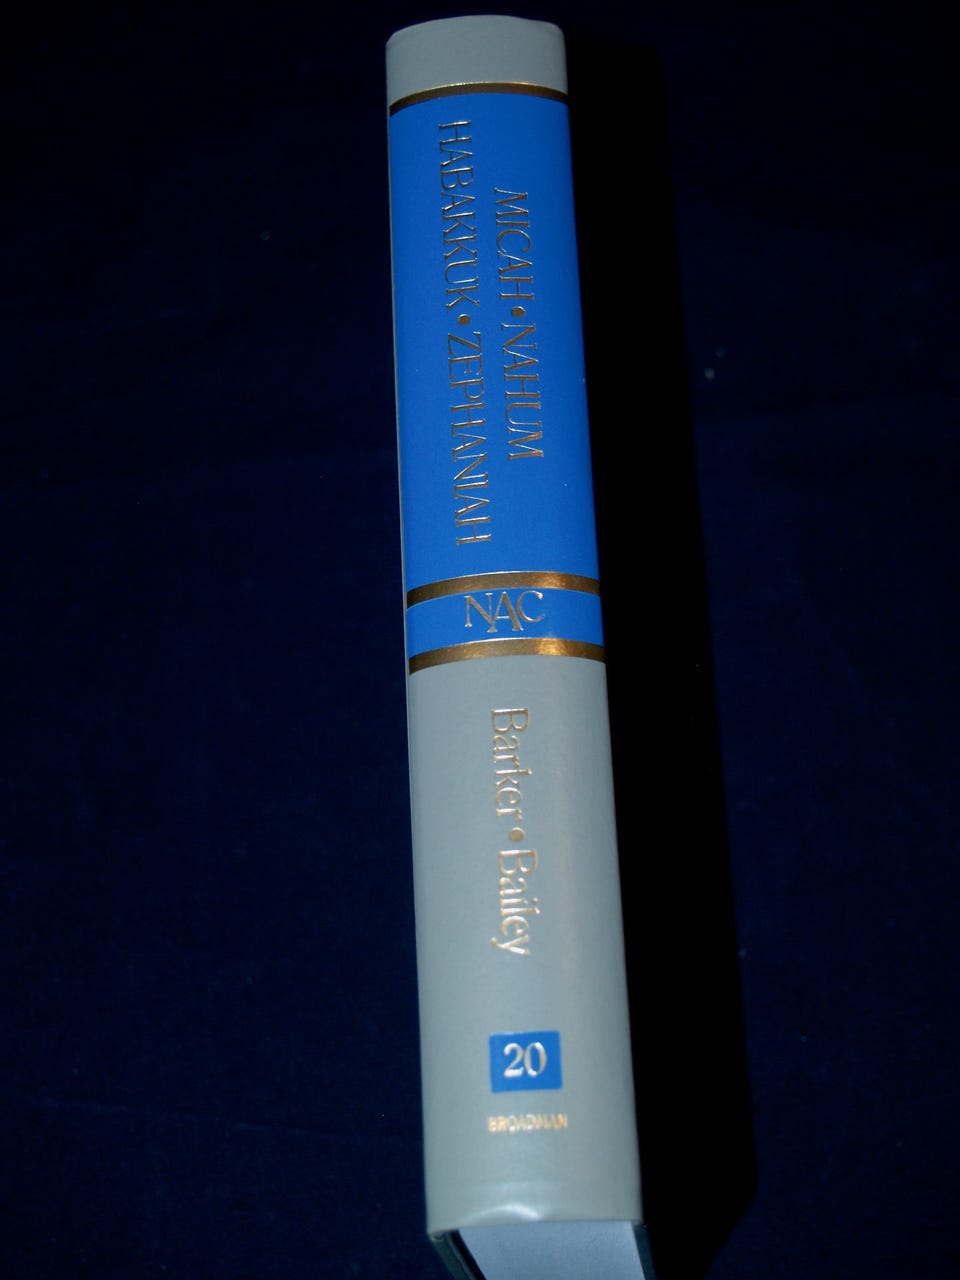 MICAH • NAHUM
HABAKKUK • ZEPHANIAH
NAC
Barker • Bailey
20
BROADMAN